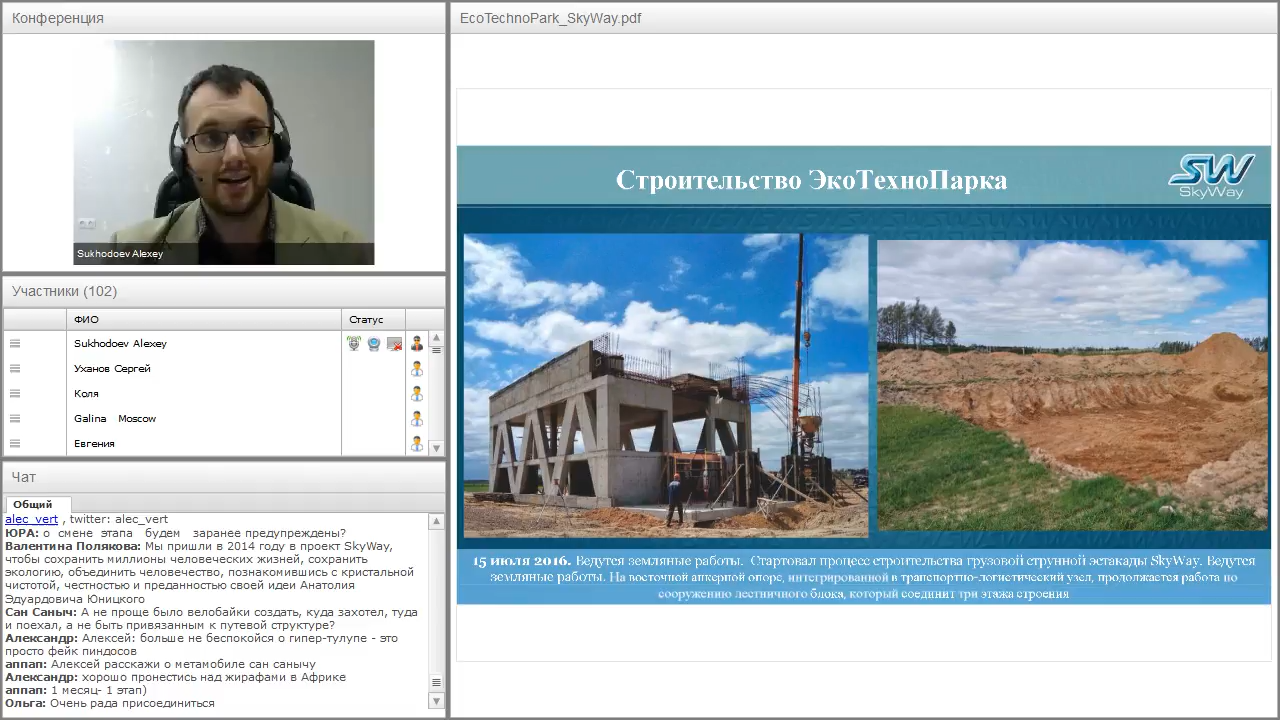 Конференция
Sukhodoev Alexey
Участники (102)
ФИО Статус
Sukhodoev Alexey
Уханов Сергей
Коля
Galina Moscow
Евгения
Чат
Общий
alec_vert , twitter: alec_vert
ЮРА: о смене этапа будем заранее предупреждены?
Валентина Полякова: Мы пришли в 2014 году в проект SkyWay,
чтобы сохранить миллионы человеческих жизней, сохранить
экологию, объединить человечество, познакомившись с кристальной
чистотой, честностью и преданностью своей идеи Анатолия
Эдуардовича Юницкого
Сан Саныч: А не проще было велобайки создать, куда захотел, туда
и поехал, а не быть привязанным к путевой структуре?
Александр: Алексей: больше не беспокойся о гипер-тулупе - это
просто фейк пиндосов
аппап: Алексей расскажи о метамобиле сан санычу
Александр: хорошо пронестись над жирафами в Африке
аппап: 1 месяц- 1 этап)
Ольга: Очень рада присоединиться
EcoTechnoPark_SkyWay.pdf
Строительство ЭкоТехноПарка
SW
SkyWay
15 июля 2016. Ведутся земляные работы. Стартовал процесс строительства грузовой струнной эстакады SkyWay. Ведутся
земляные работы. На восточной анкерной опоре, интегрированной в транспортно-логистический узел, продолжается работа по
сооружению лестничного блока, который соединит три этажа строения